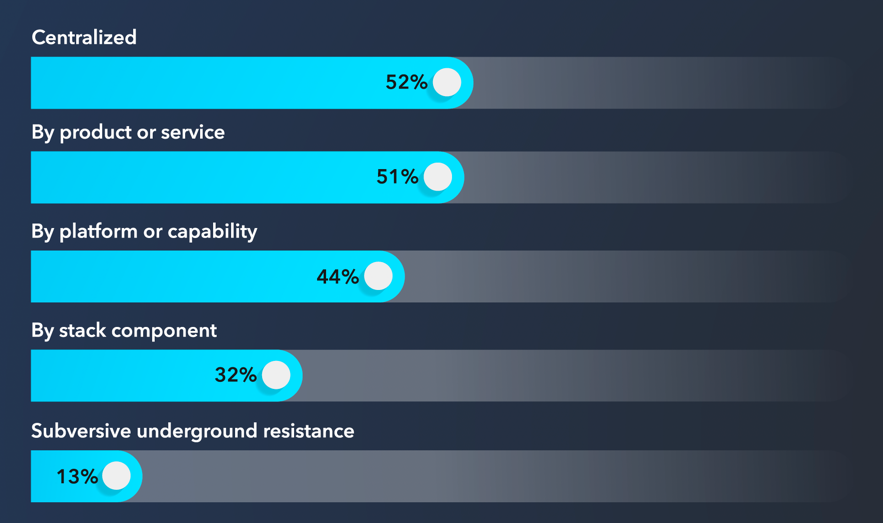 Centralized
52%
By product or service
51%
By platform or capability
44%
By stack component
32%
Subversive underground resistance
13%